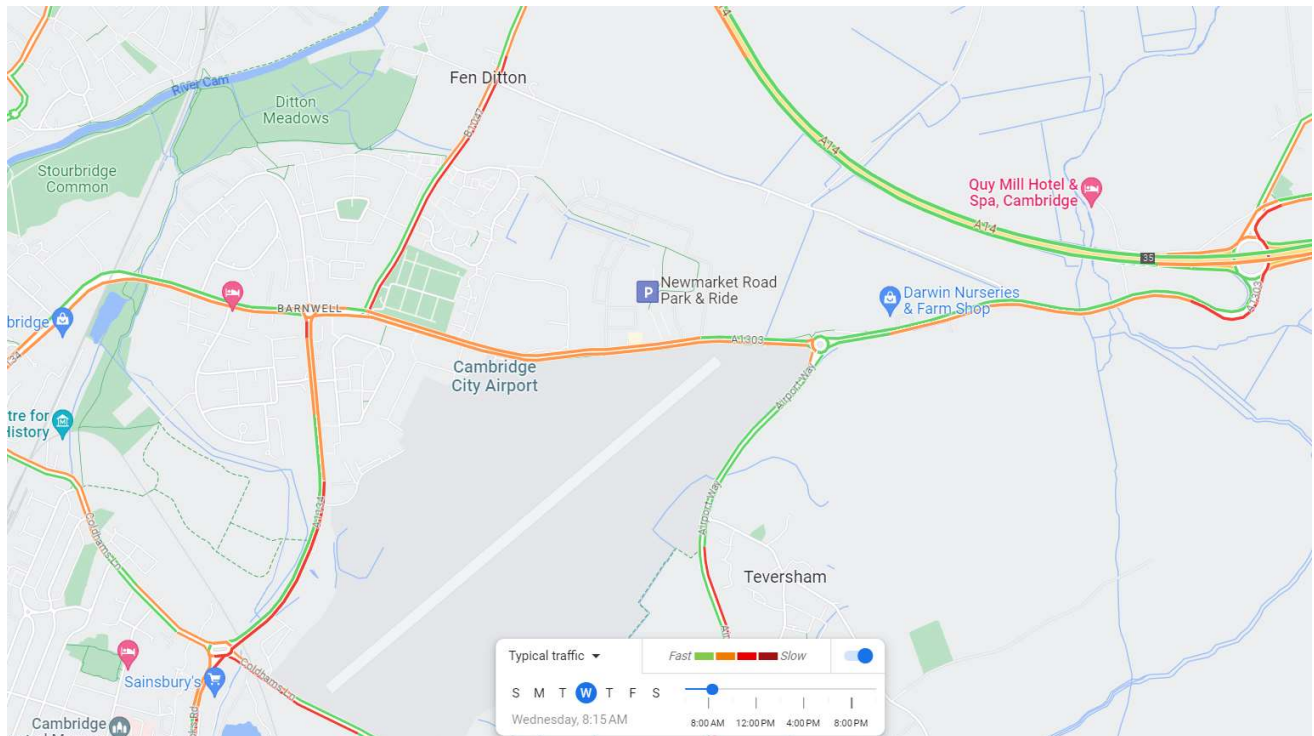 Fen Ditton
River Cam
Ditton
Meadows
B1047
A14
Stourbridge
Common
Quy Mill Hotel &
Spa, Cambridge
A14
35
Newmarket Road
Park & Ride
Darwin Nurseries
& Farm Shop
BARNWELL
bridge
A1303
Cambridge
City Airport
Airport Way
tre for
History
A1134
Airport Way
Coldhams Ln
Teversham
Sainsbury's
Coldhams Ln
Cambridge
Typical traffic
Fast
Slow
S M T W T F S
Wednesday, 8:15 AM
8:00 AM 12:00 PM 4:00 PM 8:00 PM